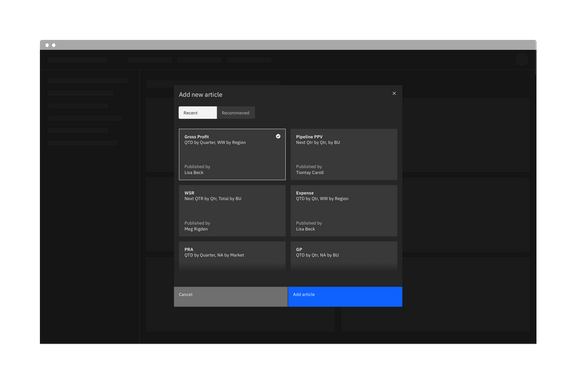 Add new article
Recent
Recommeved
Gross Profit
QTD by Quarter, WW by Region
Published by
Lisa Beck
Pipeline PPV
Next Qtr by Qtr, by BU
Published by
Tiontay Caroll
WSR
Next QTR by Qtr, Total by BU
Published by
Meg Rigden
Expense
QTD by Qtr, WW by Region
Published by
Lisa Beck
PRA
QTD by Quarter, NA by Market
GP
QTD by Qtr, NA by BU
Cancel
Add article